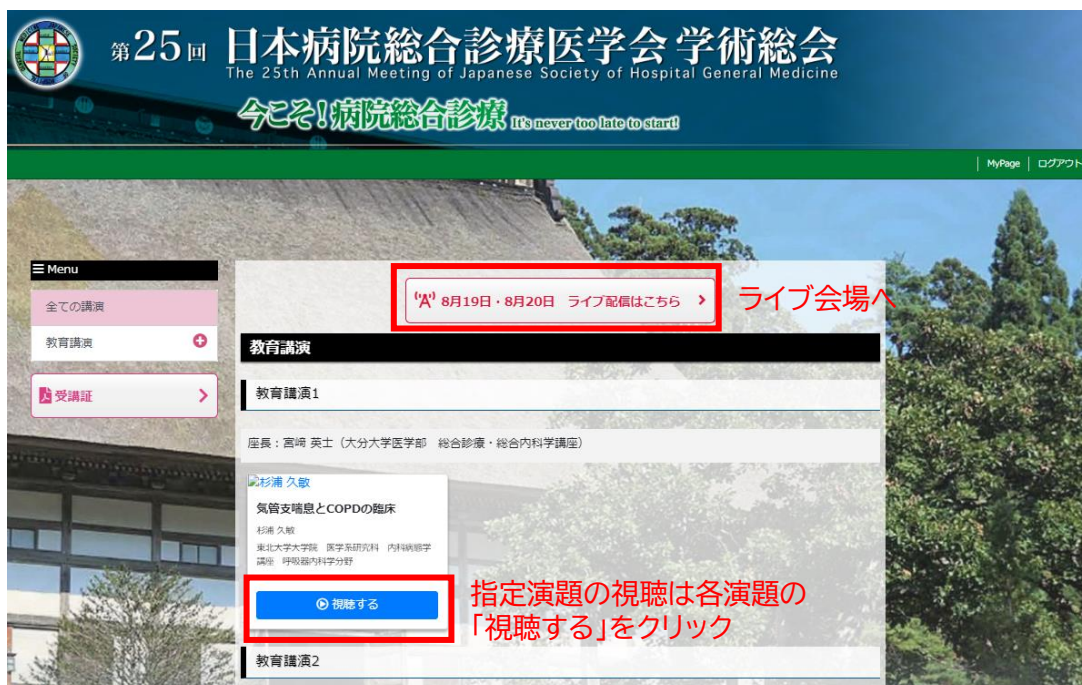 第25回 日本病院総合診療医学会 学術総会
The 25th Annual Meeting of Japanese Society of Hospital General Medicine
今こそ!病院総合診療 It's never too late to start!
MyPage ログアウト
Menu
全ての講演
教育講演
受講証
8月19日・8月20日 ライブ配信はこちら
ライブ会場へ
教育講演
教育講演1
座長:宮﨑 英士(大分大学医学部 総合診療・総合内科学講座)
杉浦 久敏
気管支喘息とCOPDの臨床
杉浦 久敏
東北大学大学院 医学系研究科 内科病態学
講座 呼吸器内科学分野
視聴する
指定演題の視聴は各演題の
「視聴する」をクリック
教育講演2